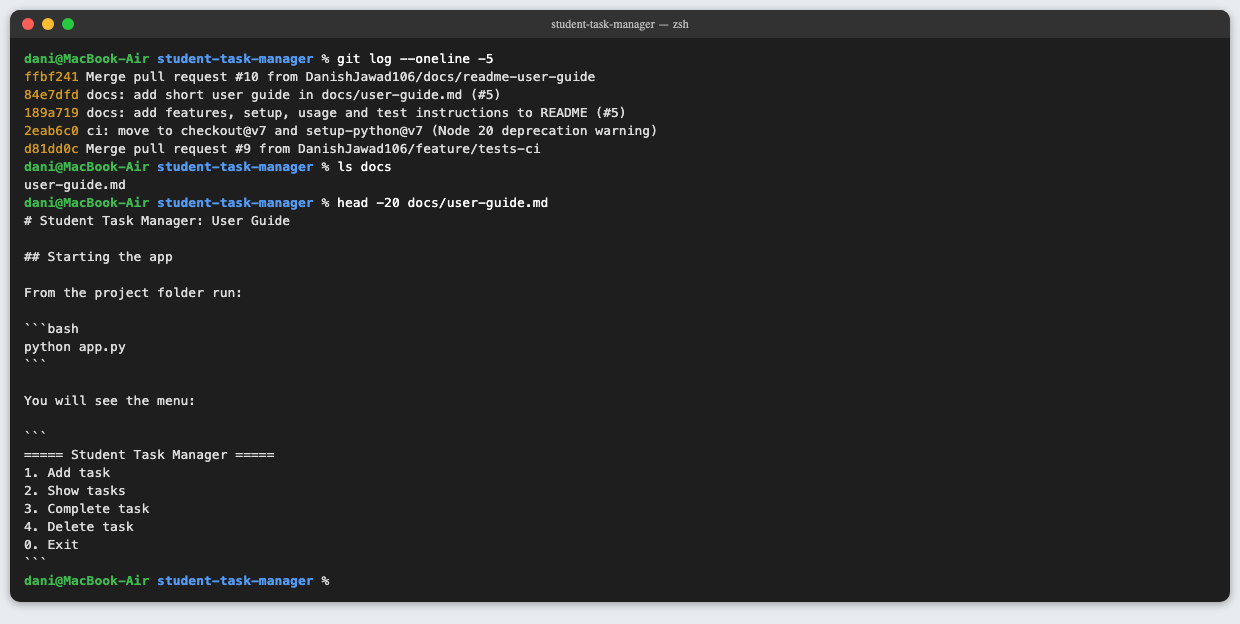 student-task-manager — zsh
dani@MacBook-Air student-task-manager % git log --oneline -5
ffbf241 Merge pull request #10 from DanishJawad106/docs/readme-user-guide
84e7dfd docs: add short user guide in docs/user-guide.md (#5)
189a719 docs: add features, setup, usage and test instructions to README (#5)
2eab6c0 ci: move to checkout@v7 and setup-python@v7 (Node 20 deprecation warning)
d81dd0c Merge pull request #9 from DanishJawad106/feature/tests-ci
dani@MacBook-Air student-task-manager % ls docs
user-guide.md
dani@MacBook-Air student-task-manager % head -20 docs/user-guide.md
# Student Task Manager: User Guide
## Starting the app
From the project folder run:
```bash
python app.py
```
You will see the menu:
```
===== Student Task Manager =====
1. Add task
2. Show tasks
3. Complete task
4. Delete task
0. Exit
```
dani@MacBook-Air student-task-manager %